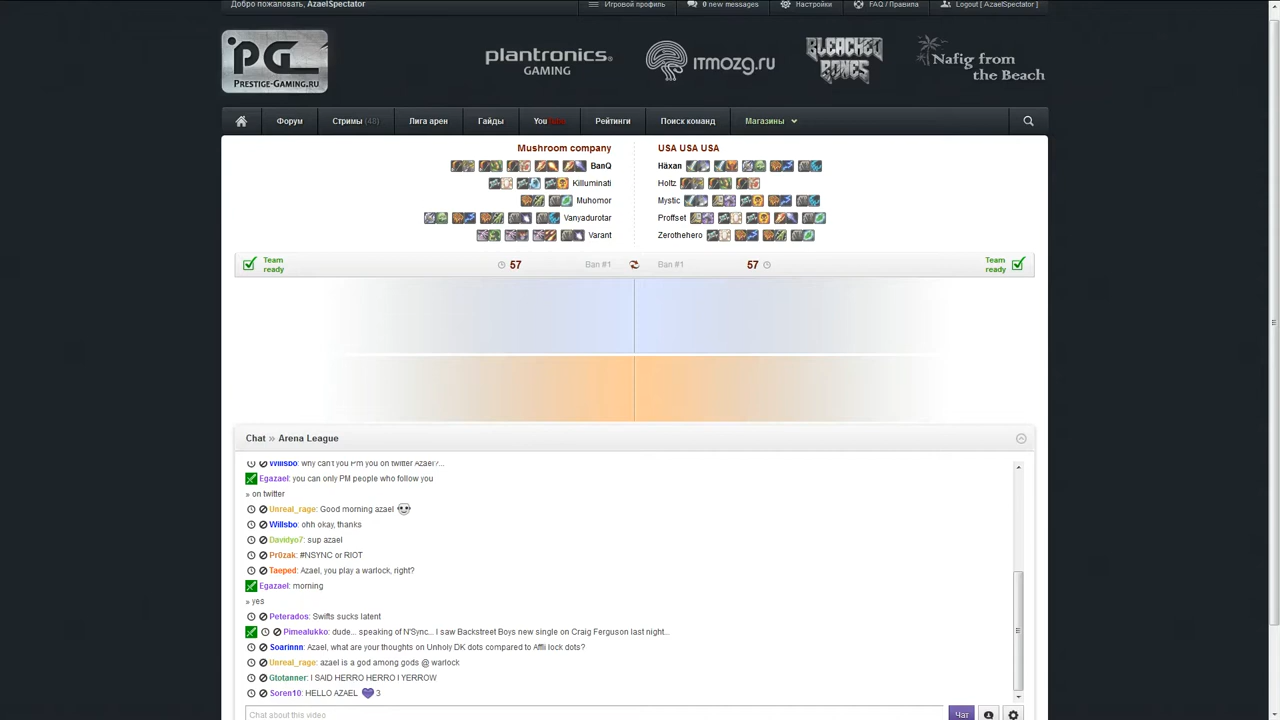 Добро пожаловать, AzaelSpectator
Игровой профиль
0 new messages
Настройки
FAQ / Правила
Logout [ AzaelSpectator ]
PG
PRESTIGE-GAMING.RU
plantronics
GAMING
ITMOZG.RU
BLEACHED
BONES
Nafig from
the Beach
Форум
Стримы (48)
Лига арен
Гайды
Рейтинги
Поиск команд
Магазины
Mushroom company
USA USA USA
BanQ
Häxan
Killuminati
Holtz
Muhomor
Mystic
Vanyadurotar
Proffset
Varant
Zerothehero
Team
ready
57
Ban #1
Ban #1
57
Team
ready
Chat » Arena League
Willsbo: why can't you Pm you on twitter Azael?...
Egazael: you can only PM people who follow you
» on twitter
Unreal_rage: Good morning azael
Willsbo: ohh okay, thanks
Davidyo7: sup azael
Pr0zak: #NSYNC or RIOT
Taeped: Azael, you play a warlock, right?
Egazael: morning
» yes
Peterados: Swifts sucks latent
Pimealukko: dude... speaking of N'Sync... I saw Backstreet Boys new single on Craig Ferguson last night..
Soarinnn: Azael, what are your thoughts on Unholy DK dots compared to Affli lock dots?
Unreal_rage: azael is a god among gods @ warlock
Gtotanner: I SAID HERRO HERRO I YERROW
Soren10: HELLO AZAEL 3
Chat about this video
Чат